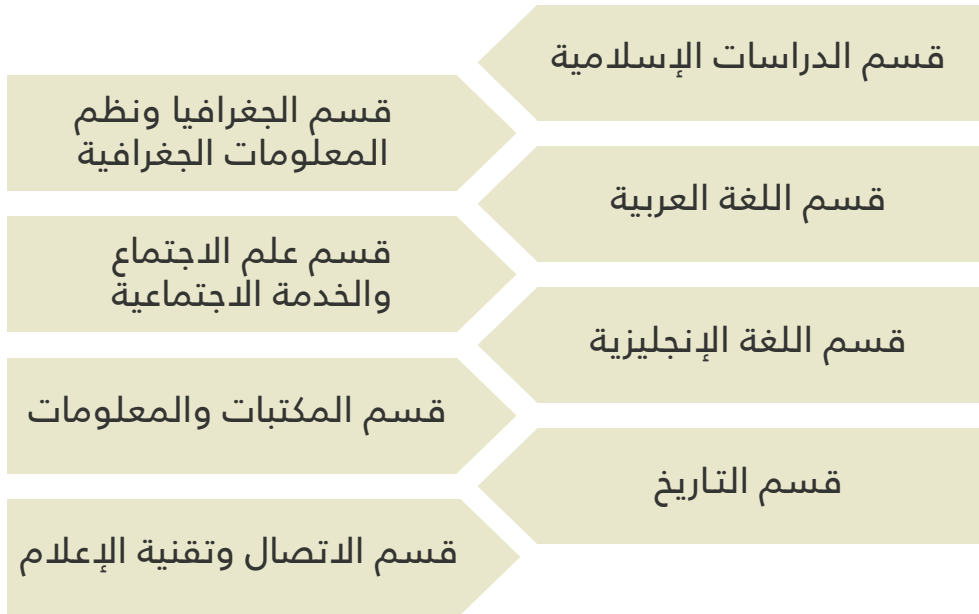 قسم الدراسات الإسلامية
قسم الجغرافيا ونظم
المعلومات الجغرافية
قسم اللغة العربية
قسم علم الاجتماع
والخدمة الاجتماعية
قسم اللغة الإنجليزية
قسم المكتبات والمعلومات
قسم التاريخ
قسم الاتصال وتقنية الإعلام